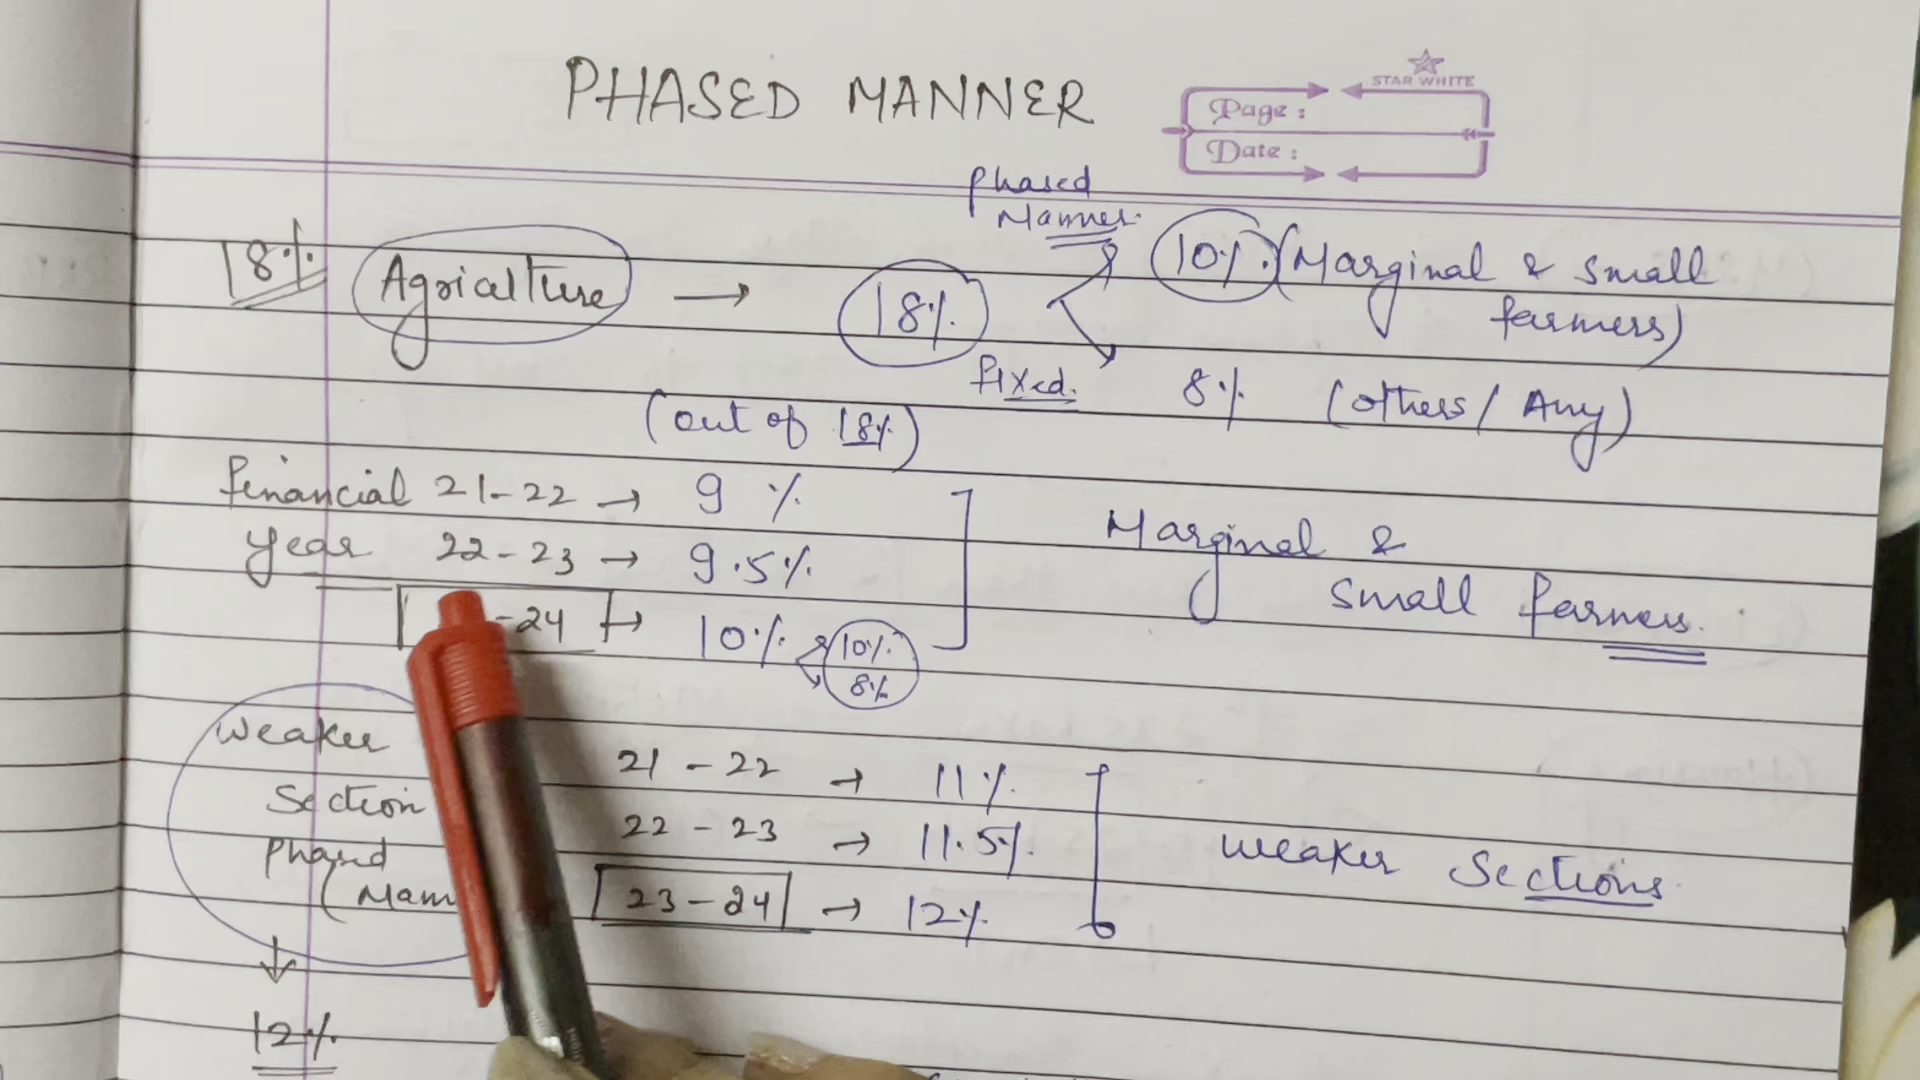 PHASED MANNER
STAR WHITE
Page :
Date :
Phased
Manner
18% Agriculture → 18% 10% (Marginal & small
farmers)
fixed. 8% (others / Any)
(out of 18%)
financial 21-22 → 9 %
year 22-23 → 9.5%
-24 → 10% 10%
8%
Marginal &
small farmers.
Weaker
Section
Phased
(Mann
12%
21 - 22 → 11%
22 - 23 → 11.5%
23 - 24 → 12%
weaker Sections